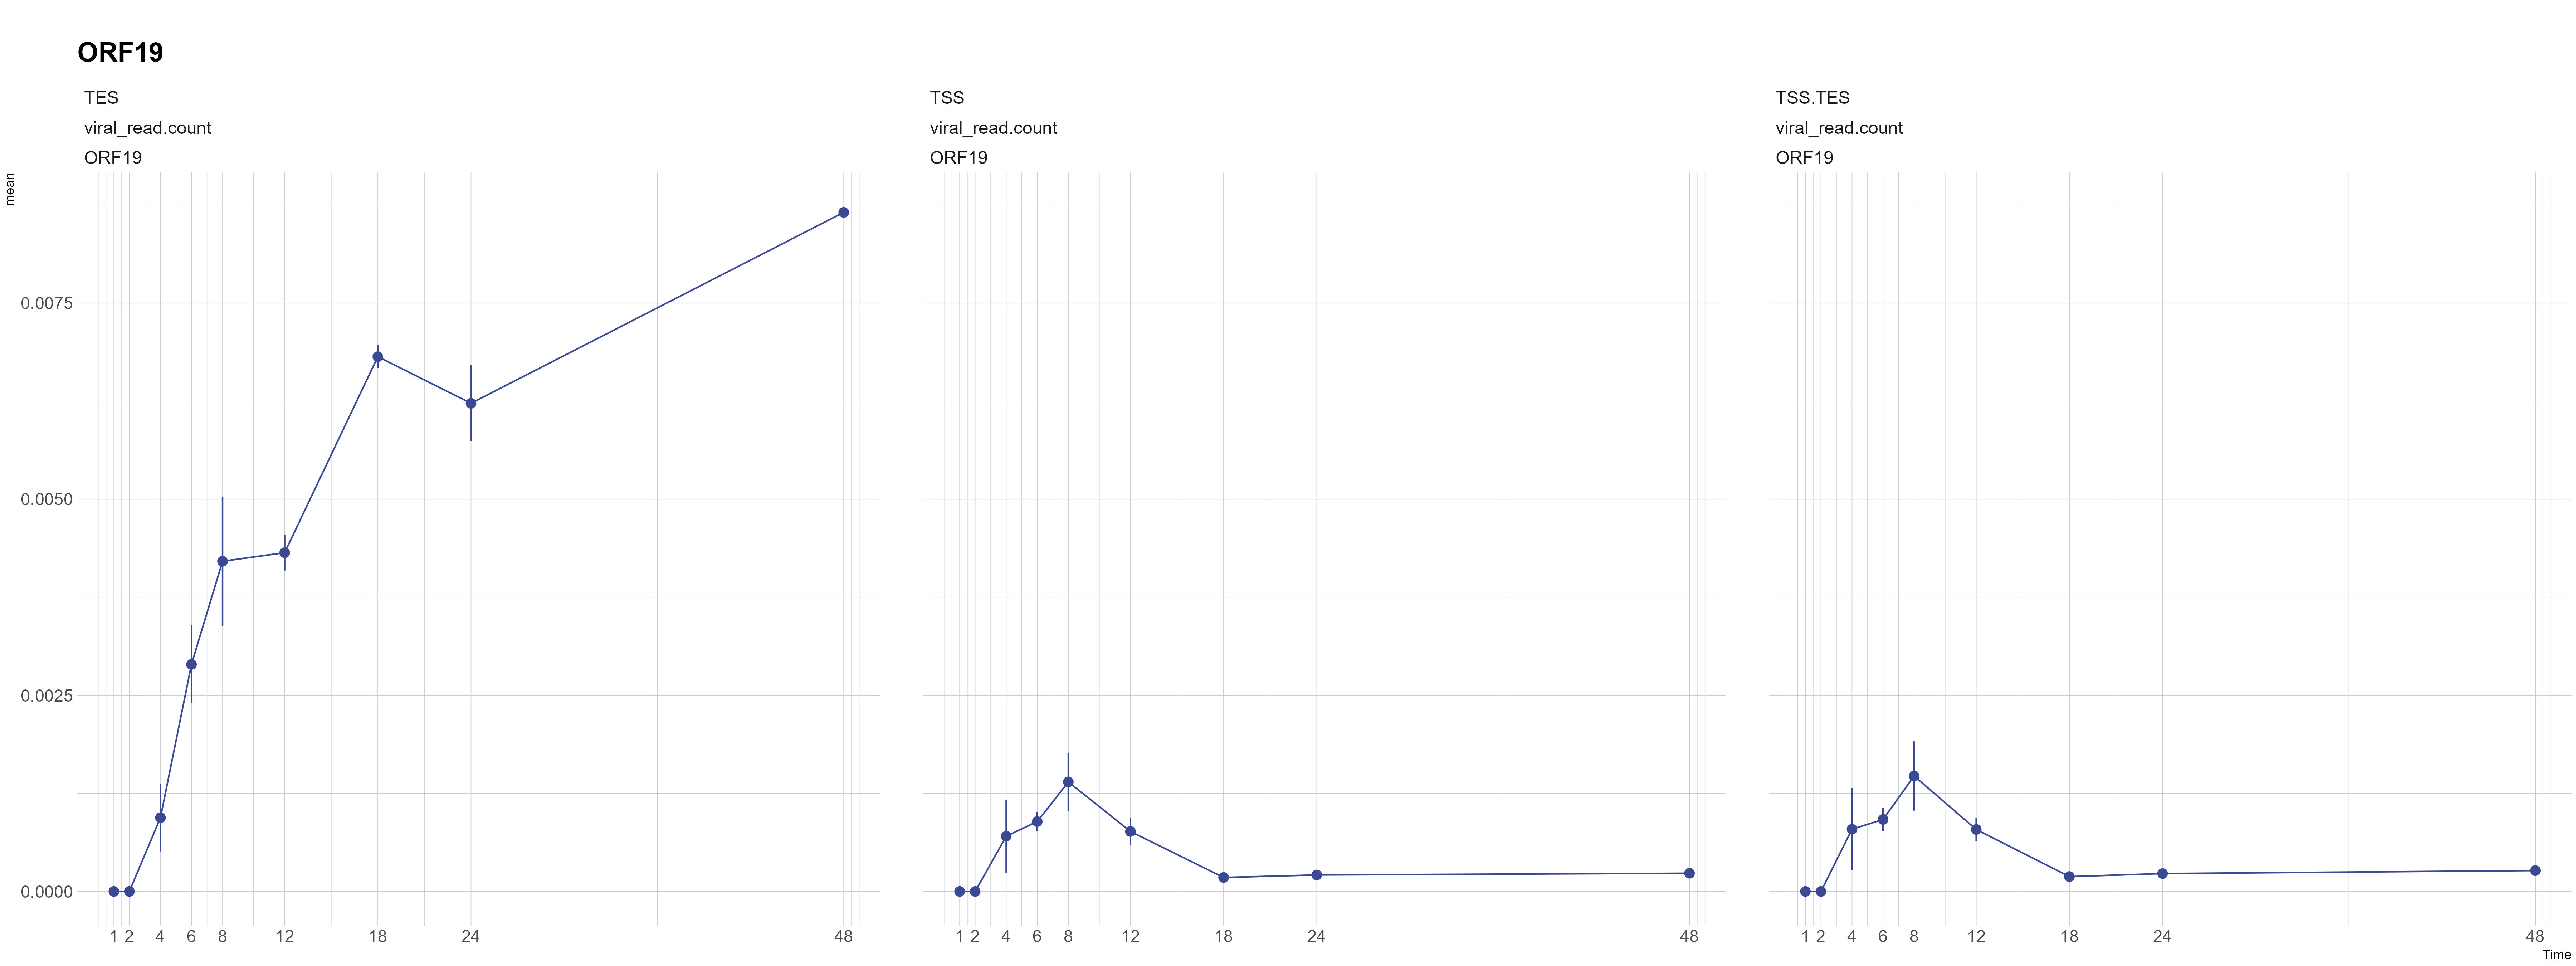 ORF19
TES
viral_read.count
ORF19
TSS
viral_read.count
ORF19
TSS.TES
viral_read.count
ORF19
mean
0.0075
0.0050
0.0025
0.0000
1 2 4 6 8 12 18 24 48
1 2 4 6 8 12 18 24 48
1 2 4 6 8 12 18 24 48
Time